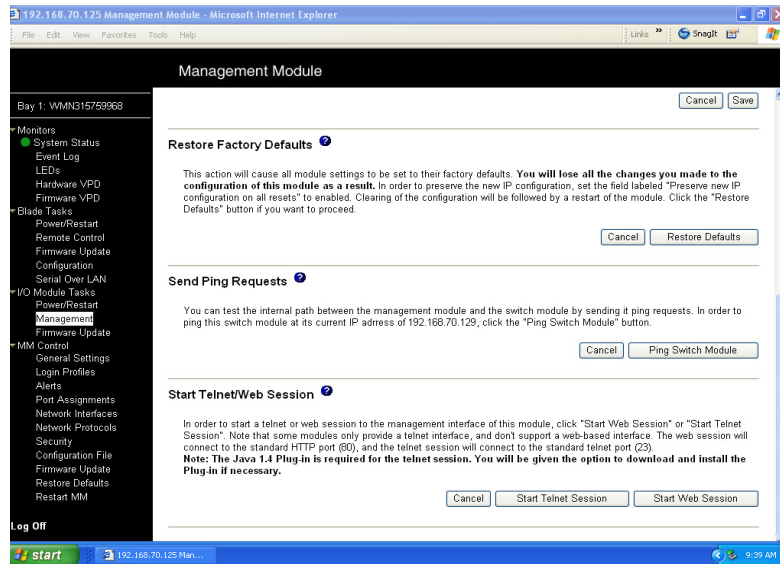 192.168.70.125 Management Module - Microsoft Internet Explorer
File Edit View Favorites Tools Help
Links » SnagIt
Management Module
Bay 1: WMN315759968
Monitors
System Status
Event Log
LEDs
Hardware VPD
Firmware VPD
Blade Tasks
Power/Restart
Remote Control
Firmware Update
Configuration
Serial Over LAN
I/O Module Tasks
Power/Restart
Management
Firmware Update
MM Control
General Settings
Login Profiles
Alerts
Port Assignments
Network Interfaces
Network Protocols
Security
Configuration File
Firmware Update
Restore Defaults
Restart MM
Log Off
Cancel Save
Restore Factory Defaults ?
This action will cause all module settings to be set to their factory defaults. You will lose all the changes you made to the
configuration of this module as a result. In order to preserve the new IP configuration, set the field labeled "Preserve new IP
configuration on all resets" to enabled. Clearing of the configuration will be followed by a restart of the module. Click the "Restore
Defaults" button if you want to proceed.
Cancel Restore Defaults
Send Ping Requests ?
You can test the internal path between the management module and the switch module by sending it ping requests. In order to
ping this switch module at its current IP adrress of 192.168.70.129, click the "Ping Switch Module" button.
Cancel Ping Switch Module
Start Telnet/Web Session ?
In order to start a telnet or web session to the management interface of this module, click "Start Web Session" or "Start Telnet
Session". Note that some modules only provide a telnet interface, and don't support a web-based interface. The web session will
connect to the standard HTTP port (80), and the telnet session will connect to the standard telnet port (23).
Note: The Java 1.4 Plug-in is required for the telnet session. You will be given the option to download and install the
Plug-in if necessary.
Cancel Start Telnet Session Start Web Session
start 192.168.70.125 Man... 9:39 AM